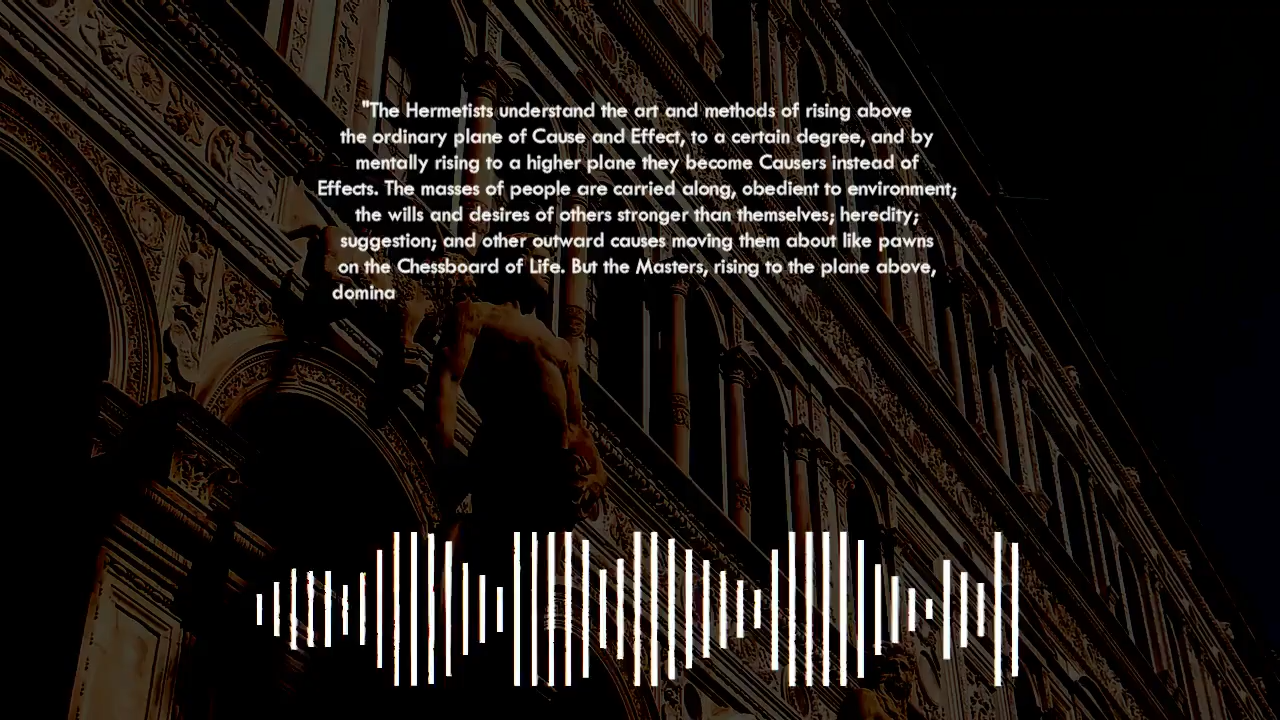 "The Hermetists understand the art and methods of rising above
the ordinary plane of Cause and Effect, to a certain degree, and by
mentally rising to a higher plane they become Causers instead of
Effects. The masses of people are carried along, obedient to environment;
the wills and desires of others stronger than themselves; heredity;
suggestion; and other outward causes moving them about like pawns
on the Chessboard of Life. But the Masters, rising to the plane above,
domina